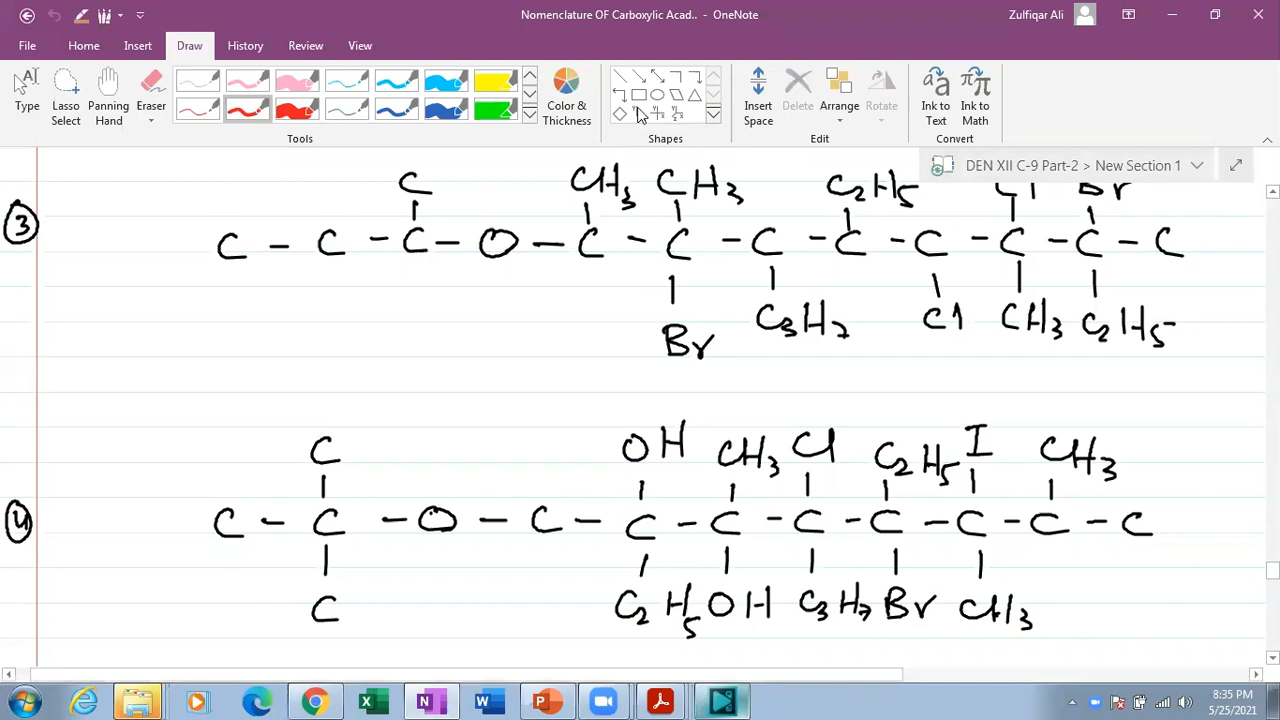 Nomenclature OF Carboxylic Acad.. - OneNote
Zulfiqar Ali
File Home Insert Draw History Review View
Type Lasso Select Panning Hand Eraser Color & Thickness Insert Space Delete Arrange Rotate Ink to Text Ink to Math
Tools Shapes Edit Convert
DEN XII C-9 Part-2 > New Section 1
C CH3 CH3 C2H5 Cl Br
3 C - C - C - O - C - C - C - C - C - C - C - C
Br C3H7 Cl CH3 C2H5
C OH CH3 Cl C2H5 I CH3
4 C - C - O - C - C - C - C - C - C - C - C
C C2H5 OH C3H7 Br CH3
8:35 PM
5/25/2021